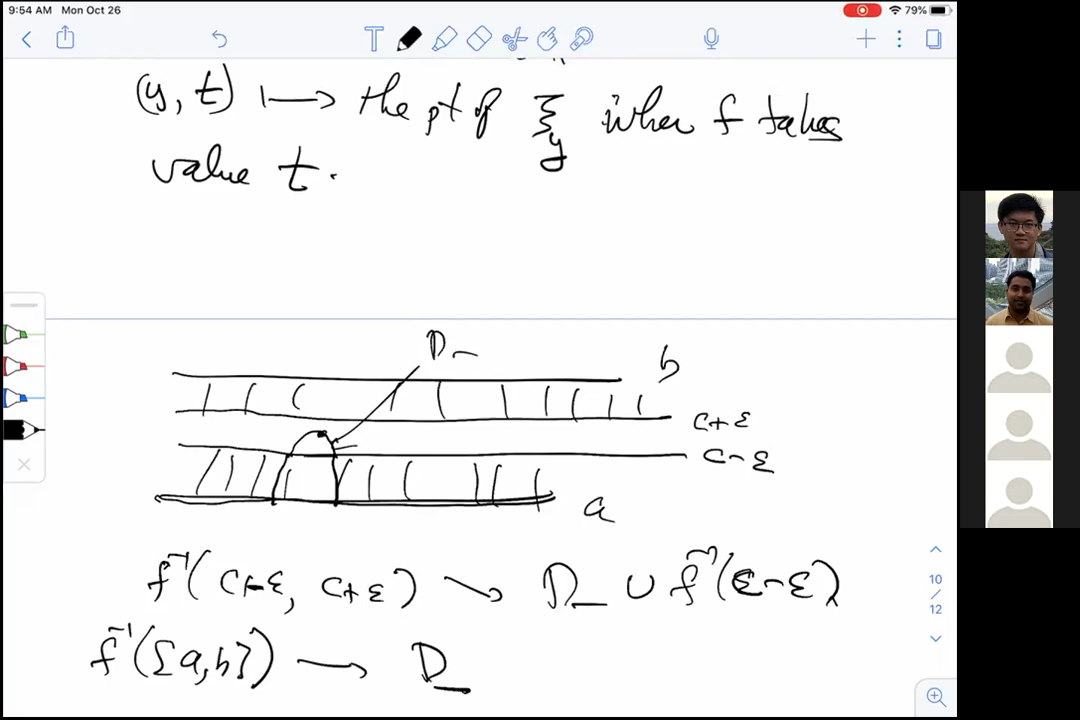 9:54 AM Mon Oct 26
79%
(y, t) ⟼ the pt of ξ_y when f takes
value t.
D_
b
c+ε
c-ε
a
f⁻¹(c-ε, c+ε) ↘ D_ ∪ f⁻¹(c-ε)
f⁻¹([a,b]) → D_
10
/
12